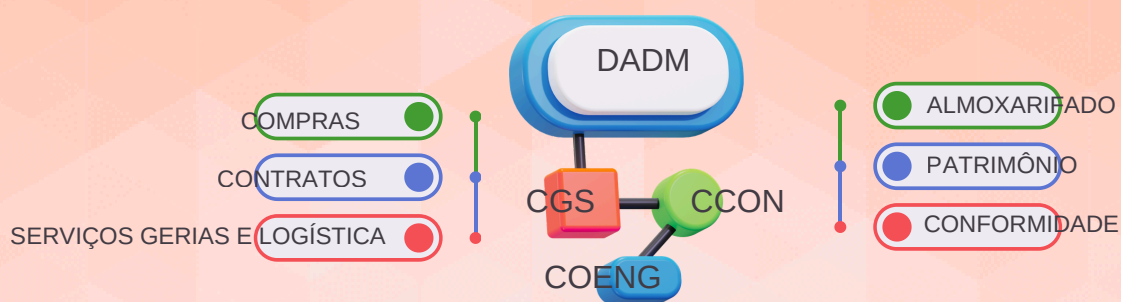 DADM
COMPRAS
CONTRATOS
SERVIÇOS GERIAS E LOGÍSTICA
CGS
CCON
COENG
ALMOXARIFADO
PATRIMÔNIO
CONFORMIDADE